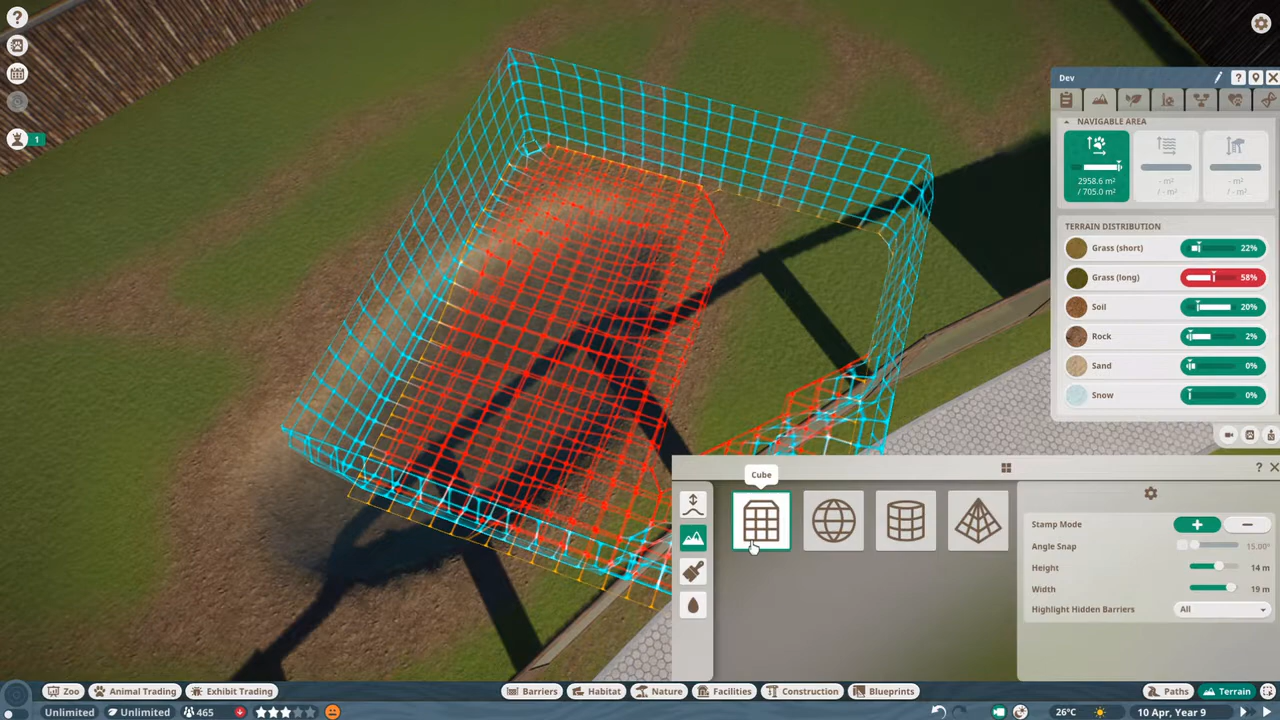 ?
1
Dev
?
NAVIGABLE AREA
2958.6 m²
/ 705.0 m²
- m²
/ - m²
- m²
/ - m²
TERRAIN DISTRIBUTION
Grass (short) 22%
Grass (long) 58%
Soil 20%
Rock 2%
Sand 0%
Snow 0%
?
Cube
Stamp Mode + -
Angle Snap 15.00°
Height 14 m
Width 19 m
Highlight Hidden Barriers All
Zoo Animal Trading Exhibit Trading Barriers Habitat Nature Facilities Construction Blueprints Paths Terrain
Unlimited Unlimited 465 26°C 10 Apr, Year 9